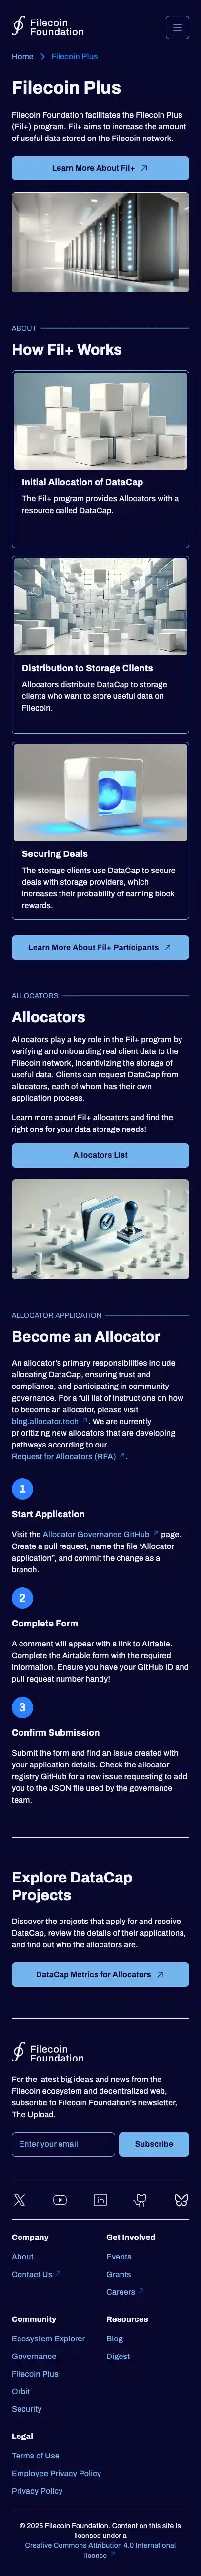 Filecoin
Foundation
Home > Filecoin Plus
Filecoin Plus
Filecoin Foundation facilitates the Filecoin Plus
(Fil+) program. Fil+ aims to increase the amount
of useful data stored on the Filecoin network.
Learn More About Fil+
ABOUT
How Fil+ Works
Initial Allocation of DataCap
The Fil+ program provides Allocators with a
resource called DataCap.
Distribution to Storage Clients
Allocators distribute DataCap to storage
clients who want to store useful data on
Filecoin.
Securing Deals
The storage clients use DataCap to secure
deals with storage providers, which
increases their probability of earning block
rewards.
Learn More About Fil+ Participants
ALLOCATORS
Allocators
Allocators play a key role in the Fil+ program by
verifying and onboarding real client data to the
Filecoin network, incentivizing the storage of
useful data. Clients can request DataCap from
allocators, each of whom has their own
application process.
Learn more about Fil+ allocators and find the
right one for your data storage needs!
Allocators List
ALLOCATOR APPLICATION
Become an Allocator
An allocator's primary responsibilities include
allocating DataCap, ensuring trust and
compliance, and participating in community
governance. For a full list of instructions on how
to become an allocator, please visit
blog.allocator.tech . We are currently
prioritizing new allocators that are developing
pathways according to our
Request for Allocators (RFA) .
1
Start Application
Visit the Allocator Governance GitHub page.
Create a pull request, name the file “Allocator
application”, and commit the change as a
branch.
2
Complete Form
A comment will appear with a link to Airtable.
Complete the Airtable form with the required
information. Ensure you have your GitHub ID and
pull request number handy!
3
Confirm Submission
Submit the form and find an issue created with
your application details. Check the allocator
registry GitHub for a new issue requesting to add
you to the JSON file used by the governance
team.
Explore DataCap
Projects
Discover the projects that apply for and receive
DataCap, review the details of their applications,
and find out who the allocators are.
DataCap Metrics for Allocators
Filecoin
Foundation
For the latest big ideas and news from the
Filecoin ecosystem and decentralized web,
subscribe to Filecoin Foundation's newsletter,
The Upload.
Enter your email
Subscribe
Company
About
Contact Us
Get Involved
Events
Grants
Careers
Community
Ecosystem Explorer
Governance
Filecoin Plus
Orbit
Security
Resources
Blog
Digest
Legal
Terms of Use
Employee Privacy Policy
Privacy Policy
© 2025 Filecoin Foundation. Content on this site is
licensed under a
Creative Commons Attribution 4.0 International
license